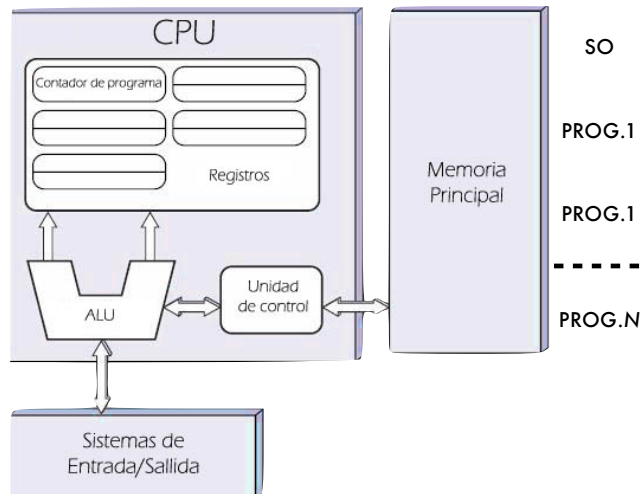 CPU
Contador de programa
Registros
ALU
Unidad
de control
Sistemas de
Entrada/Sallida
Memoria
Principal
SO
PROG.1
PROG.1
PROG.N